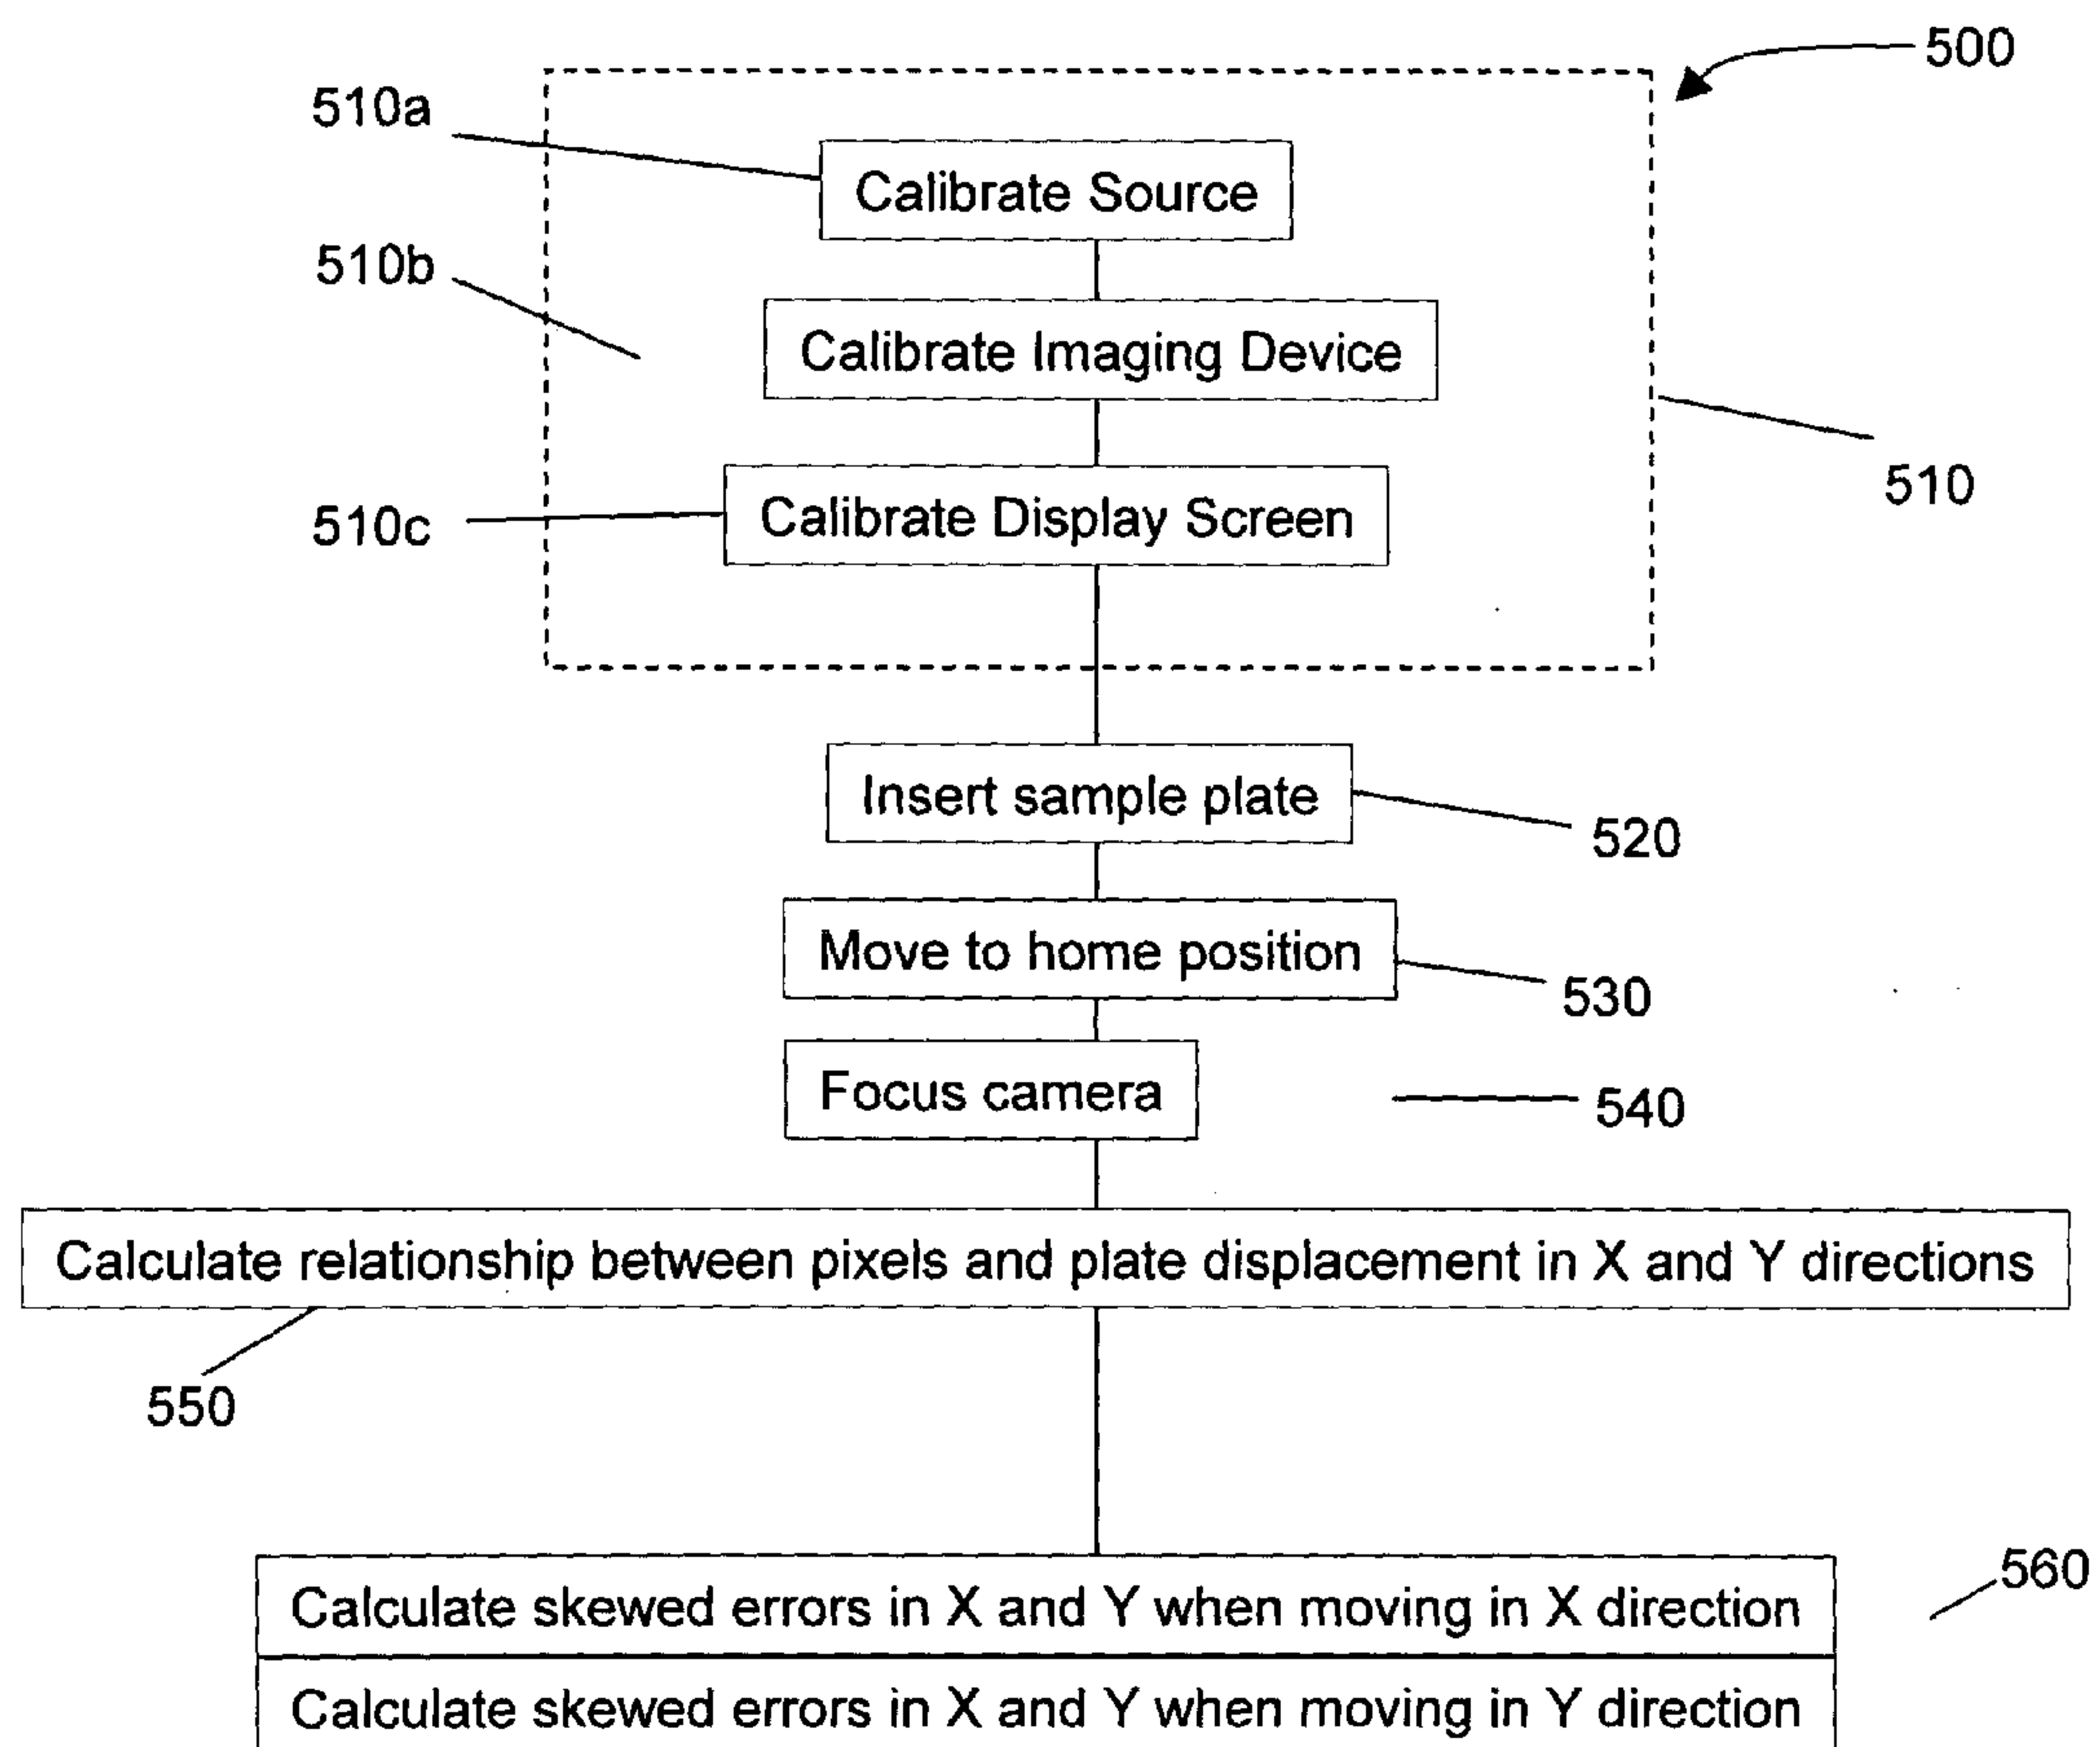 500
510a
Calibrate Source
510b
Calibrate Imaging Device
510
510c
Calibrate Display Screen
Insert sample plate
520
Move to home position
530
Focus camera
540
Calculate relationship between pixels and plate displacement in X and Y directions
550
560
Calculate skewed errors in X and Y when moving in X direction
Calculate skewed errors in X and Y when moving in Y direction